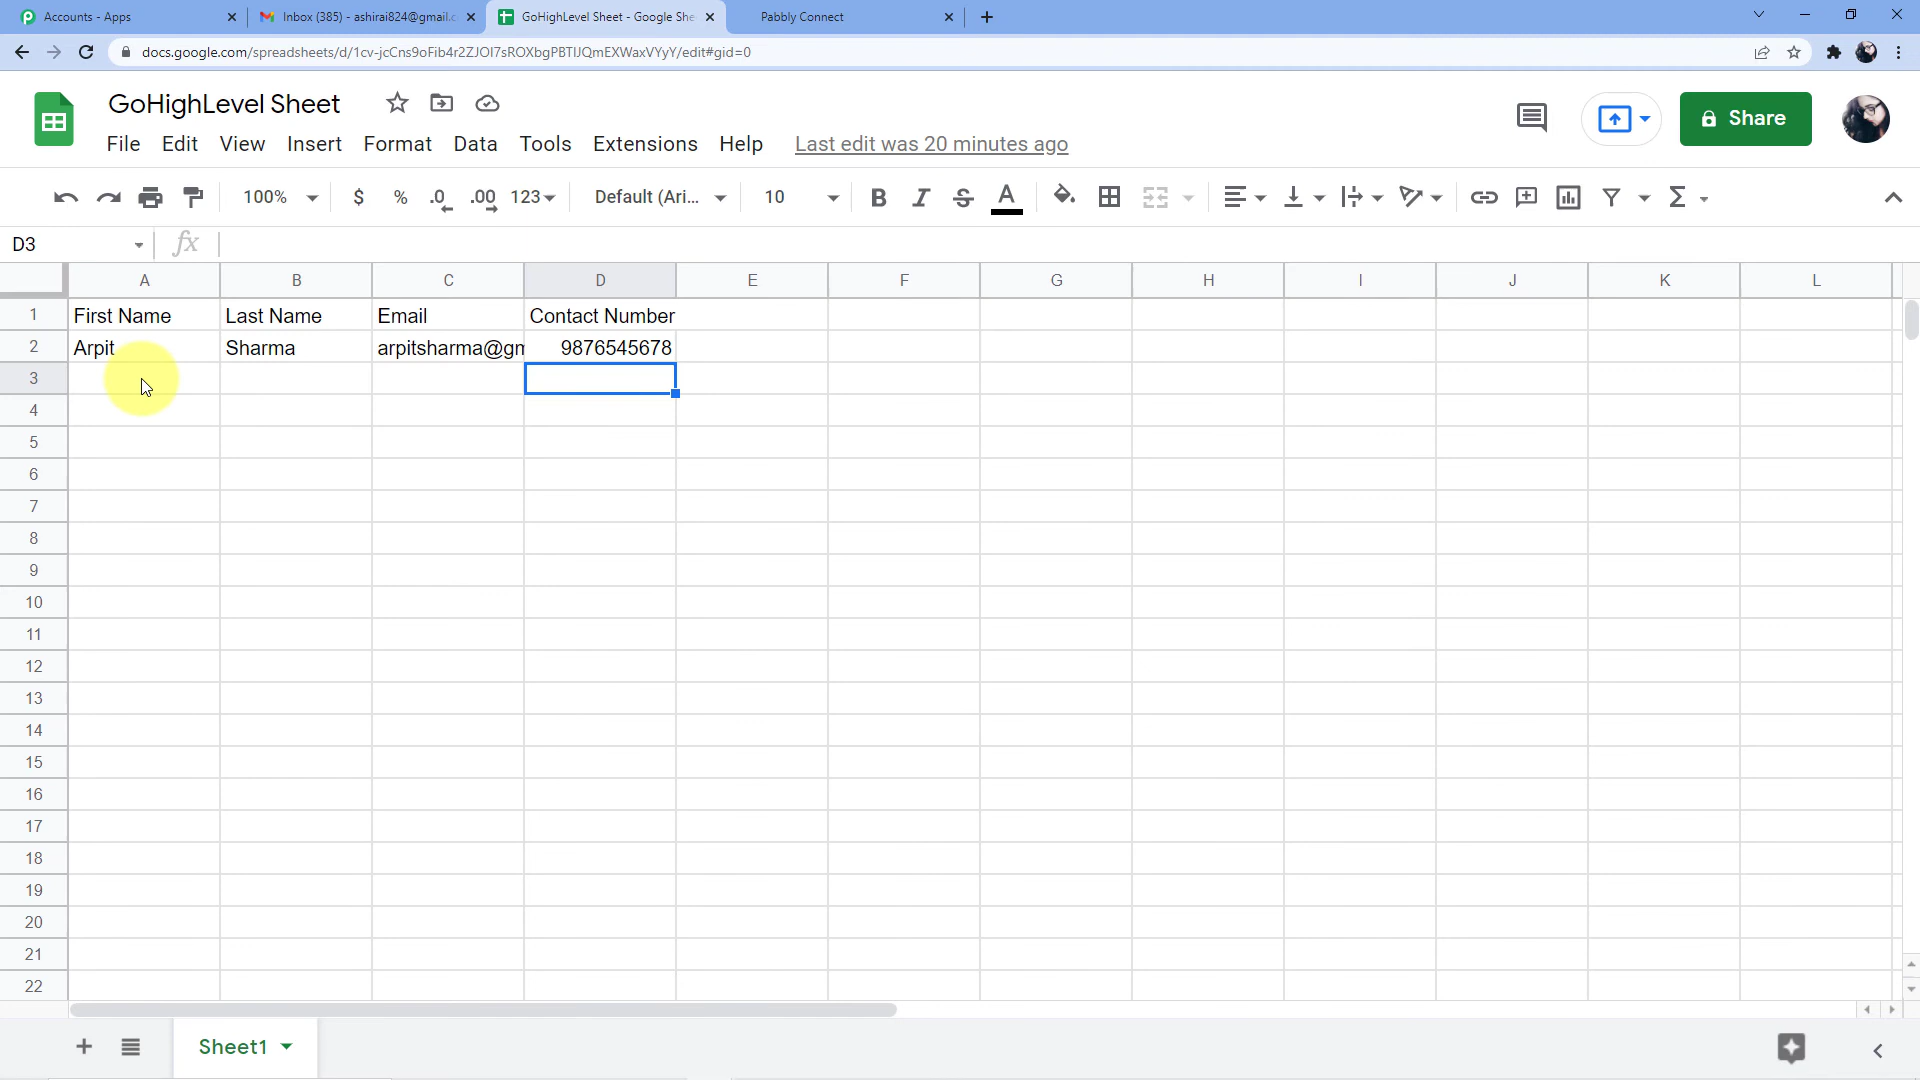 Accounts - Apps
Inbox (385) - ashirai824@gmail.c
GoHighLevel Sheet - Google She
Pabbly Connect
docs.google.com/spreadsheets/d/1cv-jcCns9oFib4r2ZJOI7sROXbgPBTIJQmEXWaxVYyY/edit#gid=0
GoHighLevel Sheet
Share
File Edit View Insert Format Data Tools Extensions Help Last edit was 20 minutes ago
100% $ % .0 .00 123 Default (Ari... 10 B I S A
D3 fx
A B C D E F G H I J K L
1 First Name Last Name Email Contact Number
2 Arpit Sharma arpitsharma@gm 9876545678
3
4
5
6
7
8
9
10
11
12
13
14
15
16
17
18
19
20
21
22
Sheet1